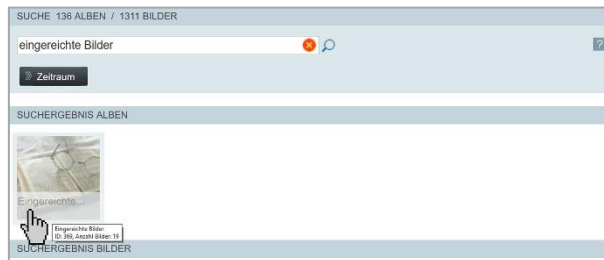 SUCHE 136 ALBEN / 1311 BILDER
eingereichte Bilder
?
Zeitraum
SUCHERGEBNIS ALBEN
Eingereichte...
Eingereichte Bilder
ID: 369, Anzahl Bilder: 19
SUCHERGEBNIS BILDER